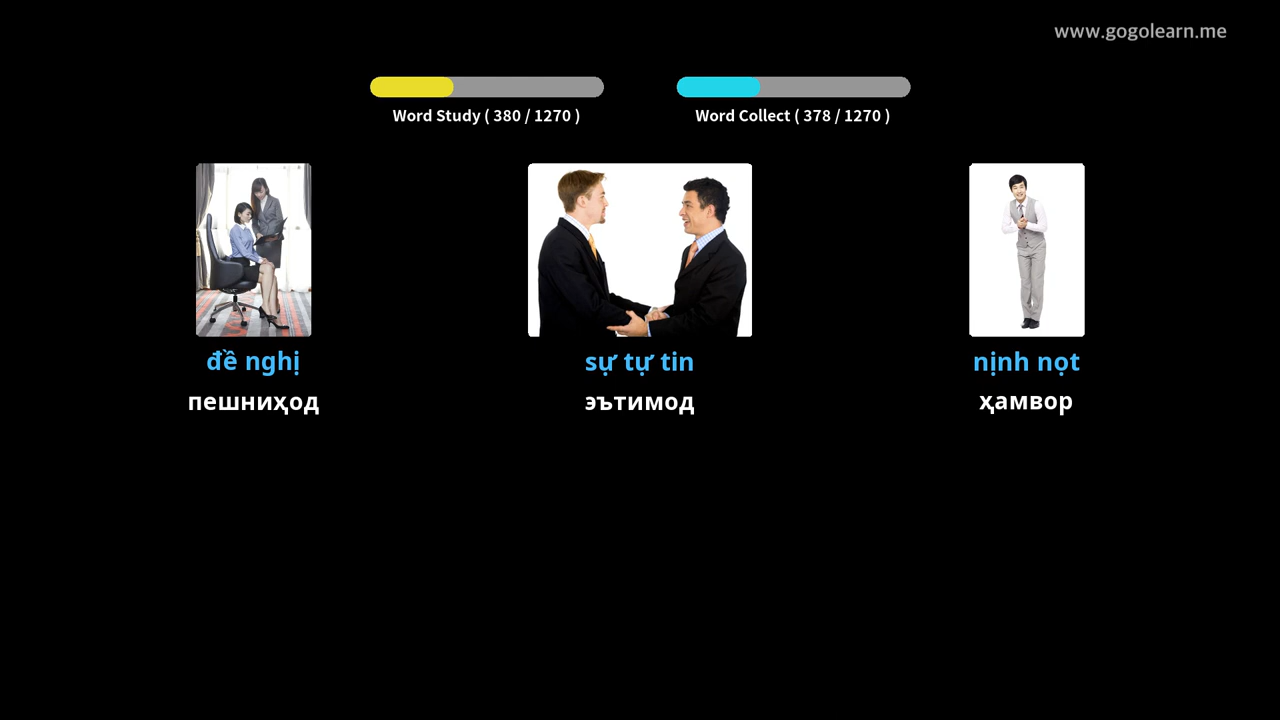 www.gogolearn.me
Word Study ( 380 / 1270 )
Word Collect ( 378 / 1270 )
đề nghị
sự tự tin
nịnh nọt
пешниҳод
эътимод
ҳамвор